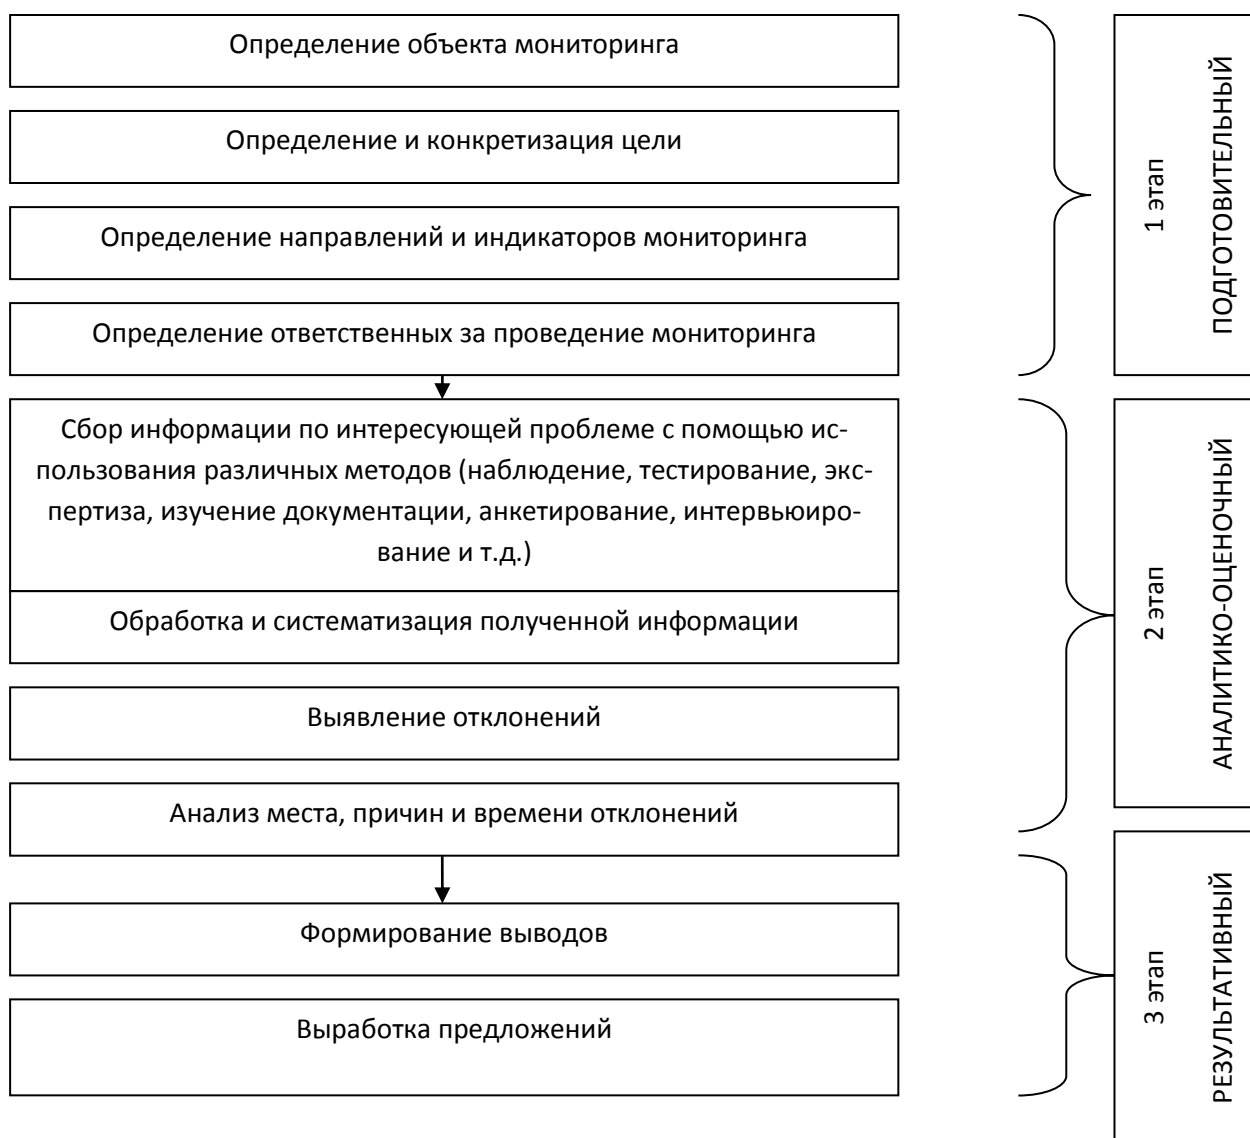 Определение объекта мониторинга
Определение и конкретизация цели
Определение направлений и индикаторов мониторинга
Определение ответственных за проведение мониторинга
1 этап
ПОДГОТОВИТЕЛЬНЫЙ
Сбор информации по интересующей проблеме с помощью ис-
пользования различных методов (наблюдение, тестирование, экс-
пертиза, изучение документации, анкетирование, интервьюиро-
вание и т.д.)
Обработка и систематизация полученной информации
Выявление отклонений
Анализ места, причин и времени отклонений
2 этап
АНАЛИТИКО-ОЦЕНОЧНЫЙ
Формирование выводов
Выработка предложений
3 этап
РЕЗУЛЬТАТИВНЫЙ